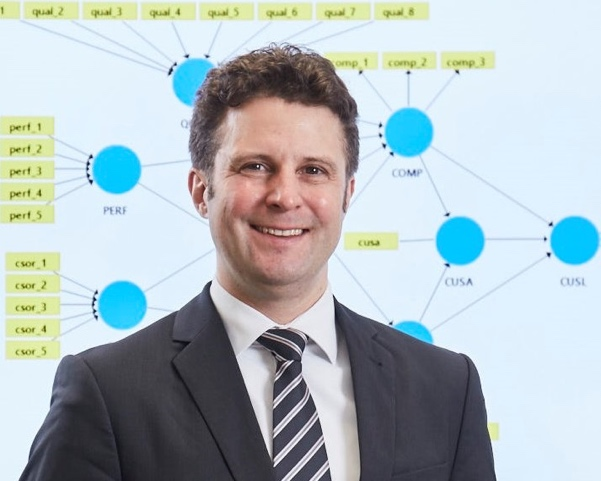 qual_2
qual_3
qual_4
qual_5
qual_6
qual_7
qual_8
comp_2
comp_3
perf_1
perf_2
perf_3
perf_4
perf_5
PERF
COMP
cusa
CUSA
CUSL
csor_1
csor_2
csor_3
csor_4
csor_5